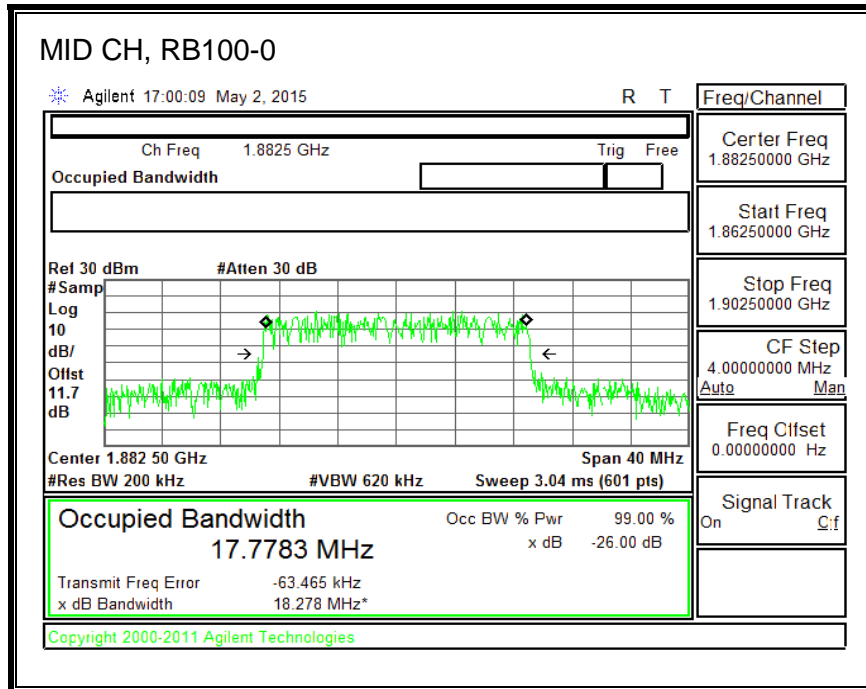 MID CH, RB100-0
Agilent 17:00:09 May 2, 2015 R T
Freq/Channel
Ch Freq 1.8825 GHz Trig Free
Occupied Bandwidth
Center Freq
1.88250000 GHz
Start Freq
1.86250000 GHz
Stop Freq
1.90250000 GHz
CF Step
4.00000000 MHz
Auto Man
Freq Offset
0.00000000 Hz
Signal Track
On Off
Ref 30 dBm #Atten 30 dB
#Samp
Log
10
dB/
Offst
11.7
dB
Center 1.882 50 GHz Span 40 MHz
#Res BW 200 kHz #VBW 620 kHz Sweep 3.04 ms (601 pts)
Occupied Bandwidth
17.7783 MHz
Occ BW % Pwr 99.00 %
x dB -26.00 dB
Transmit Freq Error -63.465 kHz
x dB Bandwidth 18.278 MHz*
Copyright 2000-2011 Agilent Technologies